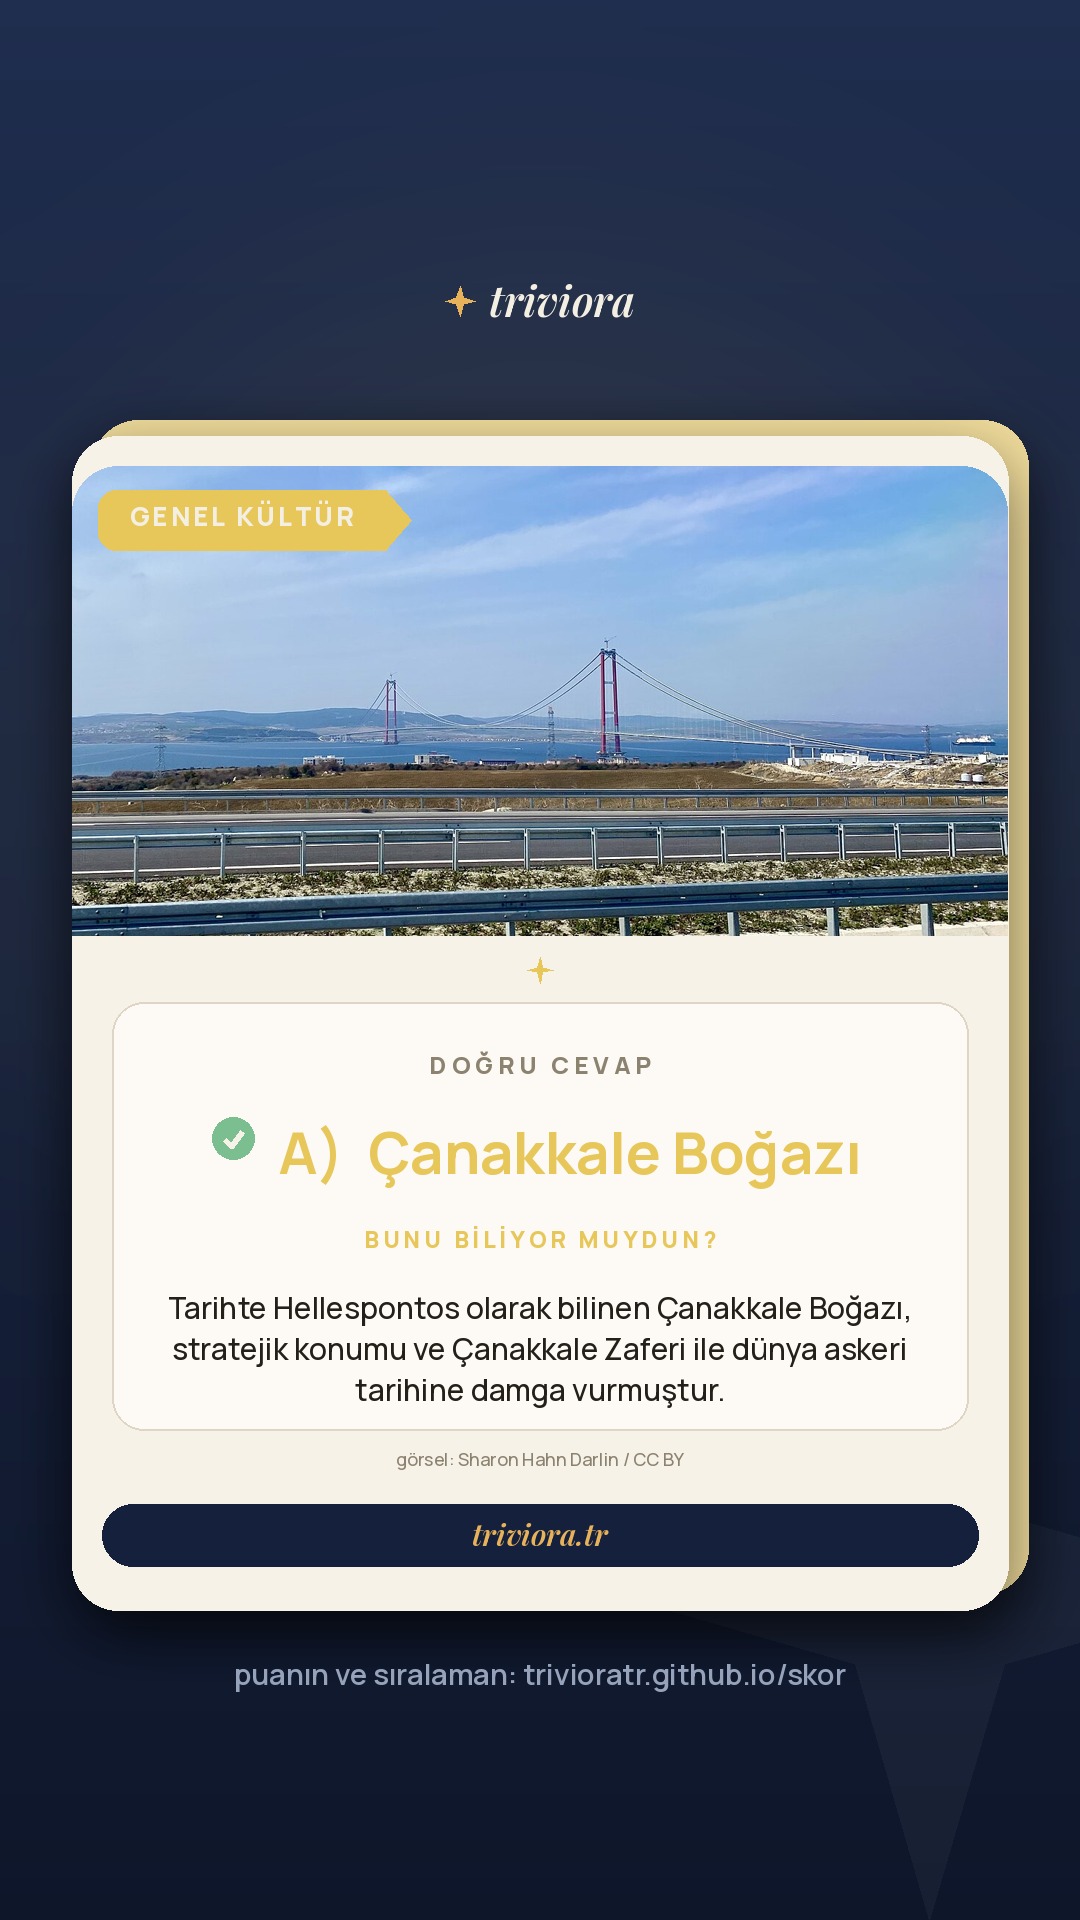 triviora
GENEL KÜLTÜR
DOĞRU CEVAP
A) Çanakkale Boğazı
BUNU BİLİYOR MUYDUN?
Tarihte Hellespontos olarak bilinen Çanakkale Boğazı,
stratejik konumu ve Çanakkale Zaferi ile dünya askeri
tarihine damga vurmuştur.
görsel: Sharon Hahn Darlin / CC BY
triviora.tr
puanın ve sıralaman: trivioratr.github.io/skor